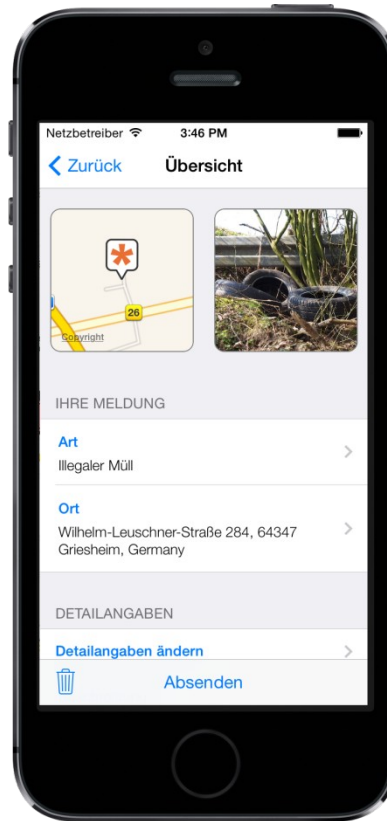 Netzbetreiber 3:46 PM
Zurück Übersicht
26
Copyright
IHRE MELDUNG
Art
Illegaler Müll
Ort
Wilhelm-Leuschner-Straße 284, 64347
Griesheim, Germany
DETAILANGABEN
Detailangaben ändern
Absenden